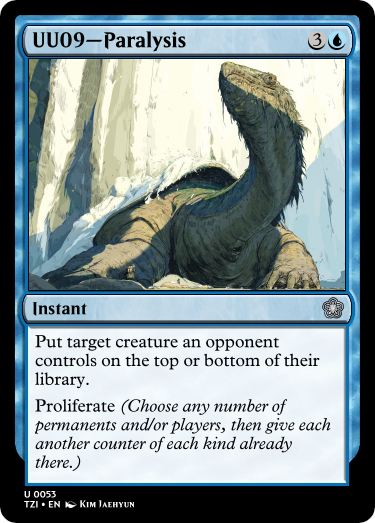 UU09—Paralysis 3
Instant
Put target creature an opponent
controls on the top or bottom of their
library.
Proliferate (Choose any number of
permanents and/or players, then give each
another counter of each kind already
there.)
U 0053
TZI • EN Kim Jaehyun